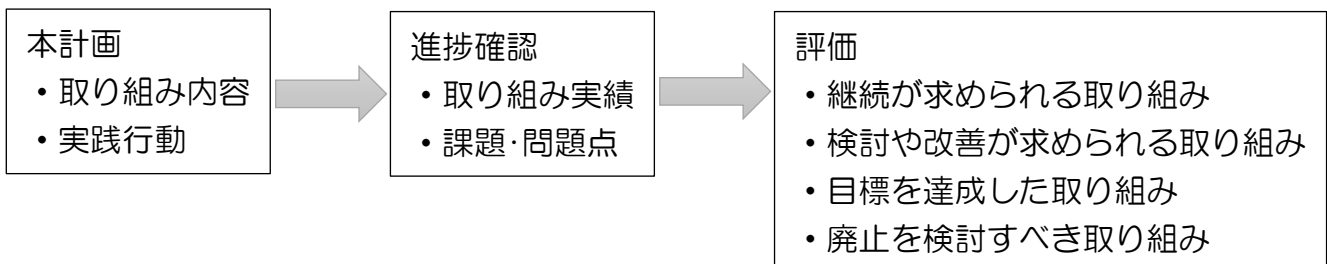 本計画
・取り組み内容
・実践行動
進捗確認
・取り組み実績
・課題･問題点
評価
・継続が求められる取り組み
・検討や改善が求められる取り組み
・目標を達成した取り組み
・廃止を検討すべき取り組み